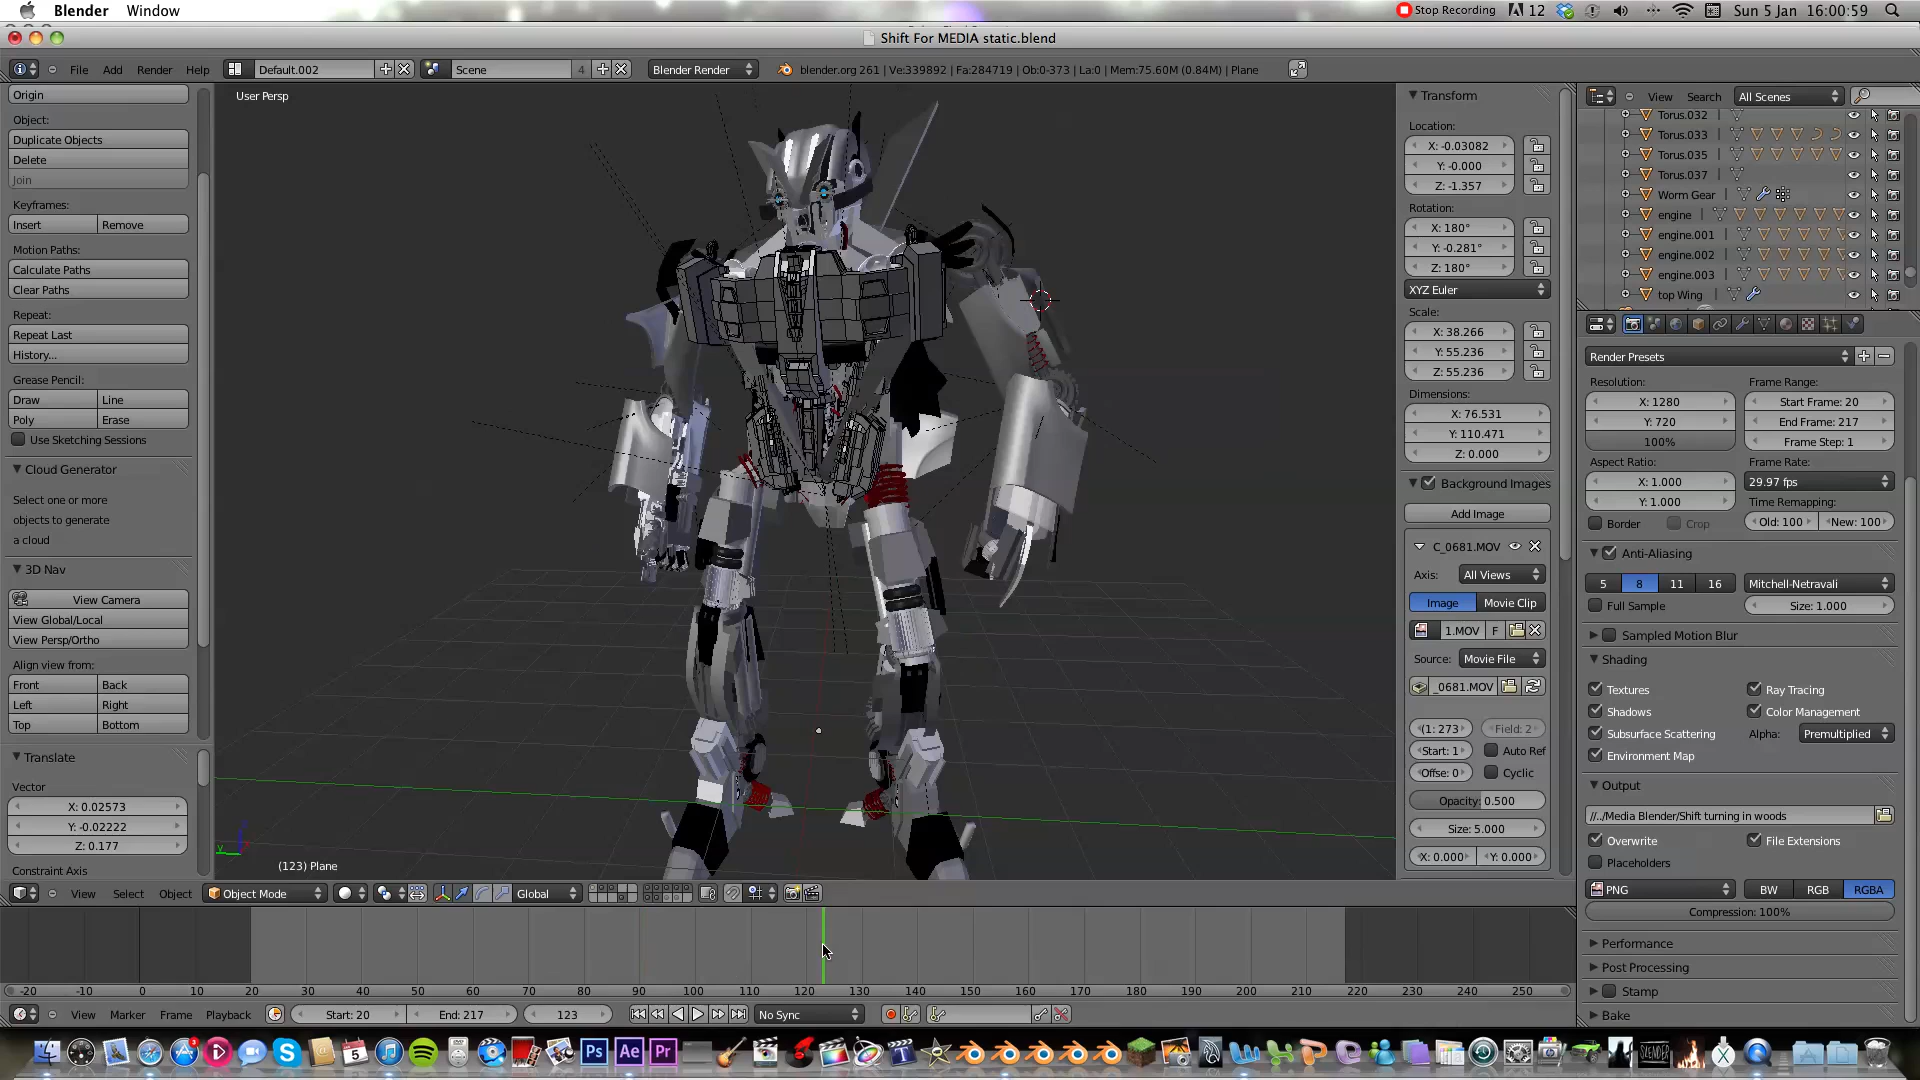 Blender Window
Stop Recording 12 Sun 5 Jan 16:00:59
Shift For MEDIA static.blend
File Add Render Help Default.002 Scene 4 Blender Render blender.org 261 | Ve:339892 | Fa:284719 | Ob:0-373 | La:0 | Mem:75.60M (0.84M) | Plane
Origin
Object:
Duplicate Objects
Delete
Join
Keyframes:
Insert Remove
Motion Paths:
Calculate Paths
Clear Paths
Repeat:
Repeat Last
History...
Grease Pencil:
Draw Line
Poly Erase
Use Sketching Sessions
Cloud Generator
Select one or more
objects to generate
a cloud
3D Nav
View Camera
View Global/Local
View Persp/Ortho
Align view from:
Front Back
Left Right
Top Bottom
Translate
Vector
X: 0.02573
Y: -0.02222
Z: 0.177
Constraint Axis
User Persp
(123) Plane
View Select Object Object Mode Global
Transform
Location:
X: -0.03082
Y: -0.000
Z: -1.357
Rotation:
X: 180°
Y: -0.281°
Z: 180°
XYZ Euler
Scale:
X: 38.266
Y: 55.236
Z: 55.236
Dimensions:
X: 76.531
Y: 110.471
Z: 0.000
Background Images
Add Image
C_0681.MOV
Axis: All Views
Image Movie Clip
1.MOV F
Source: Movie File
_0681.MOV
(1: 273 Field: 2
Start: 1 Auto Ref
Offse: 0 Cyclic
Opacity: 0.500
Size: 5.000
X: 0.000 Y: 0.000
View Search All Scenes
Torus.032
Torus.033
Torus.035
Torus.037
Worm Gear
engine
engine.001
engine.002
engine.003
top Wing
Render Presets
Resolution: Frame Range:
X: 1280 Start Frame: 20
Y: 720 End Frame: 217
100% Frame Step: 1
Aspect Ratio: Frame Rate:
X: 1.000 29.97 fps
Y: 1.000 Time Remapping:
Border Crop Old: 100 New: 100
Anti-Aliasing
5 8 11 16 Mitchell-Netravali
Full Sample Size: 1.000
Sampled Motion Blur
Shading
Textures Ray Tracing
Shadows Color Management
Subsurface Scattering Alpha: Premultiplied
Environment Map
Output
//../Media Blender/Shift turning in woods
Overwrite File Extensions
Placeholders
PNG BW RGB RGBA
Compression: 100%
Performance
Post Processing
Stamp
Bake
-20 -10 0 10 20 30 40 50 60 70 80 90 100 110 120 130 140 150 160 170 180 190 200 210 220 230 240 250
View Marker Frame Playback Start: 20 End: 217 123 No Sync
5 Ps Ae Pr